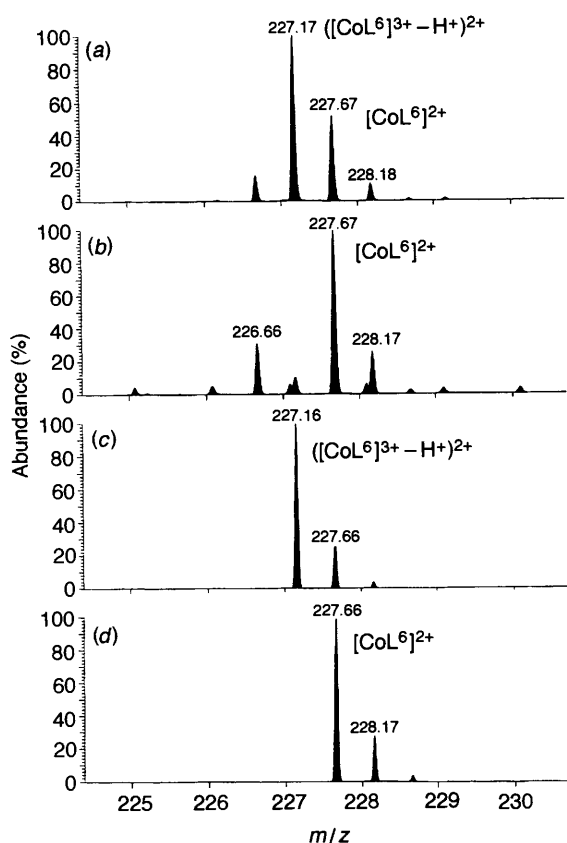 227.17 ([CoL⁶]³⁺ – H⁺)²⁺
100 (a)
80
227.67
60
[CoL⁶]²⁺
40
228.18
20
0
227.67
100 (b)
[CoL⁶]²⁺
80
60
40
226.66
228.17
20
0
227.16
100 (c)
([CoL⁶]³⁺ – H⁺)²⁺
80
60
40
227.66
20
0
227.66
100 (d)
[CoL⁶]²⁺
80
60
40
228.17
20
0
225 226 227 228 229 230
m/z
Abundance (%)